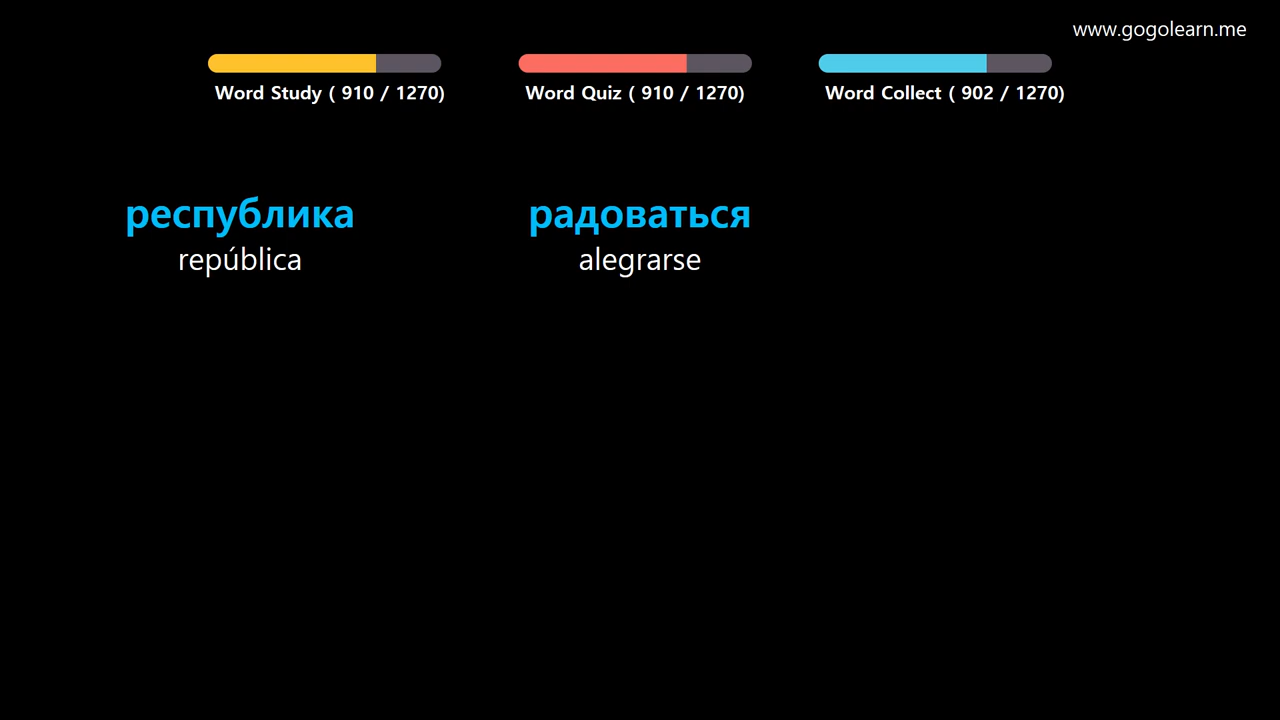 www.gogolearn.me
Word Study ( 910 / 1270)
Word Quiz ( 910 / 1270)
Word Collect ( 902 / 1270)
республика
república
радоваться
alegrarse